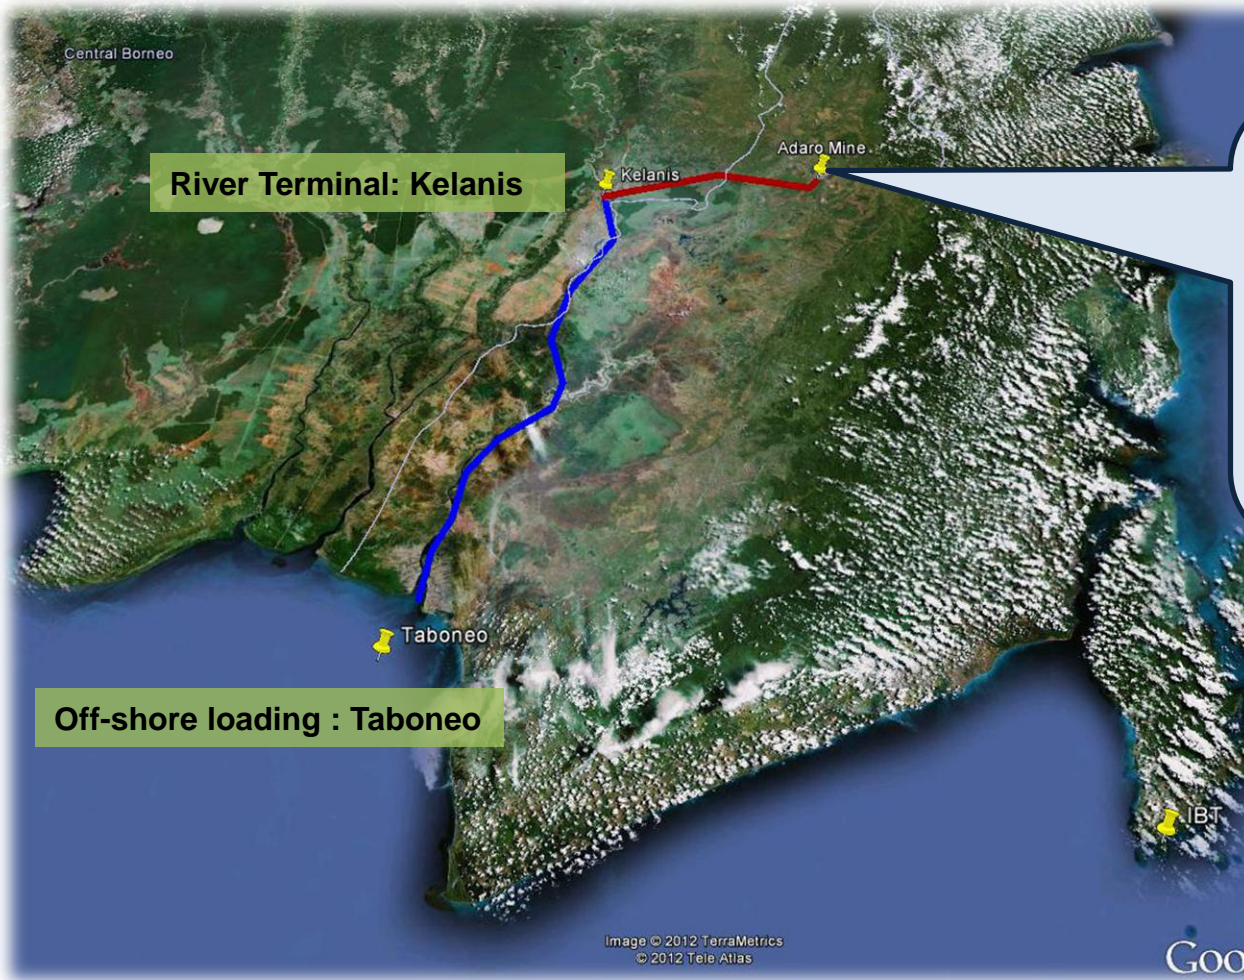 Central Borneo
Adaro Mine
River Terminal: Kelanis
Kelanis
Taboneo
Off-shore loading : Taboneo
IBT
Image © 2012 TerraMetrics
© 2012 Tele Atlas
Goo